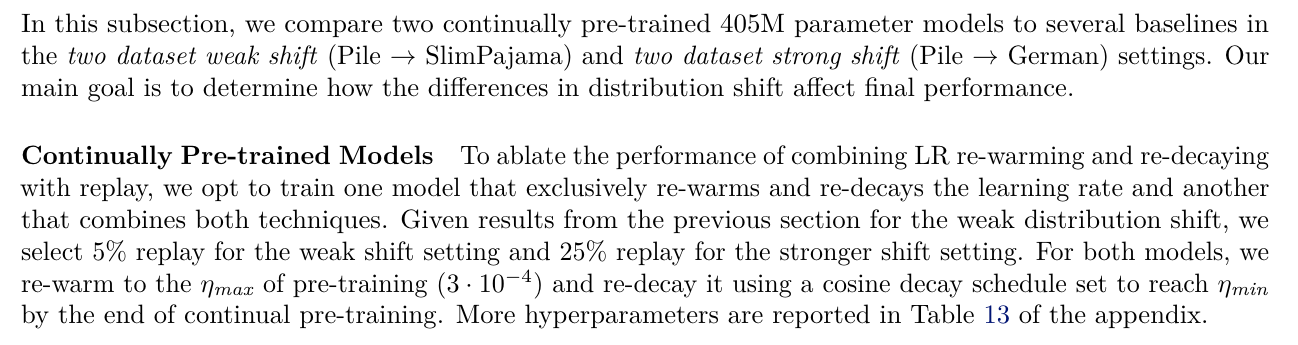 In this subsection, we compare two continually pre-trained 405M parameter models to several baselines in
the two dataset weak shift (Pile → SlimPajama) and two dataset strong shift (Pile → German) settings. Our
main goal is to determine how the differences in distribution shift affect final performance.
Continually Pre-trained Models To ablate the performance of combining LR re-warming and re-decaying
with replay, we opt to train one model that exclusively re-warms and re-decays the learning rate and another
that combines both techniques. Given results from the previous section for the weak distribution shift, we
select 5% replay for the weak shift setting and 25% replay for the stronger shift setting. For both models, we
re-warm to the η_max of pre-training (3 · 10⁻⁴) and re-decay it using a cosine decay schedule set to reach η_min
by the end of continual pre-training. More hyperparameters are reported in Table 13 of the appendix.